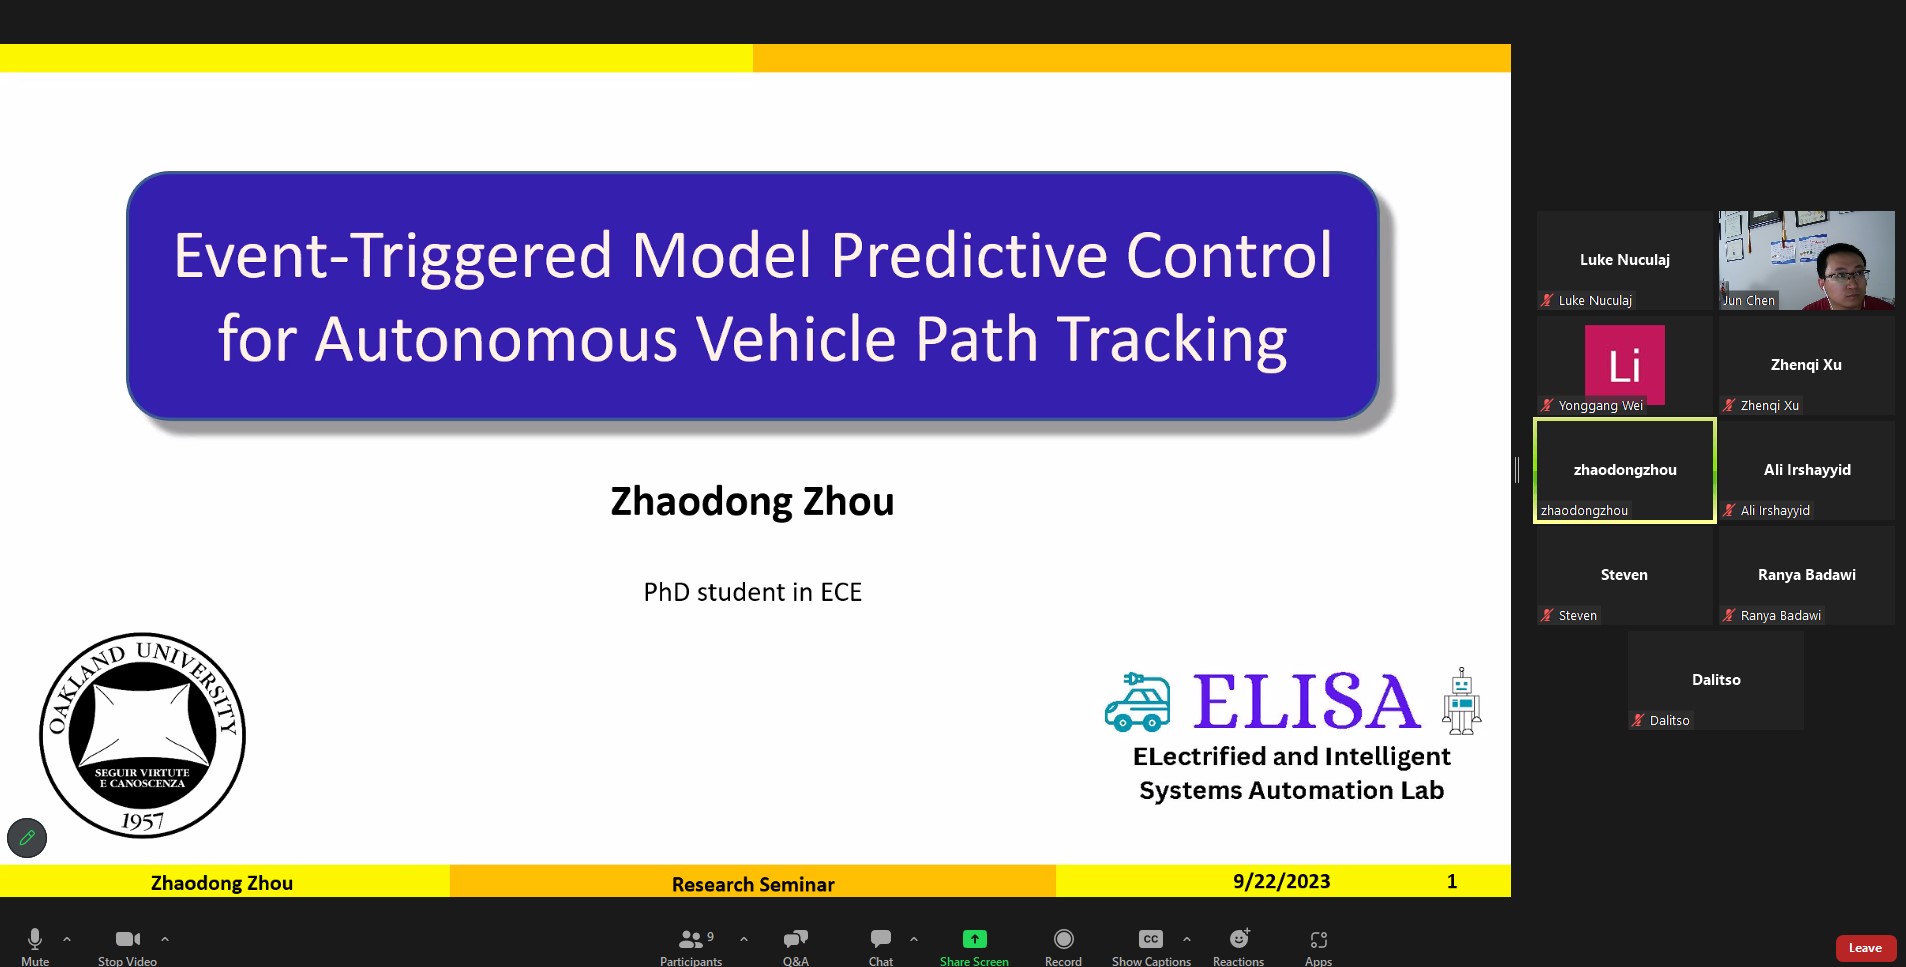 Event-Triggered Model Predictive Control
for Autonomous Vehicle Path Tracking
Zhaodong Zhou
PhD student in ECE
OAKLAND UNIVERSITY
SEGUIR VIRTUTE
E CANOSCENZA
1957
ELISA
ELectrified and Intelligent
Systems Automation Lab
Zhaodong Zhou
Research Seminar
9/22/2023
1
Luke Nuculaj
Luke Nuculaj
Jun Chen
Li
Yonggang Wei
Zhenqi Xu
Zhenqi Xu
zhaodongzhou
zhaodongzhou
Ali Irshayyid
Ali Irshayyid
Steven
Steven
Ranya Badawi
Ranya Badawi
Dalitso
Dalitso
Mute
Stop Video
Participants
9
Q&A
Chat
Share Screen
Record
CC
Show Captions
Reactions
Apps
Leave